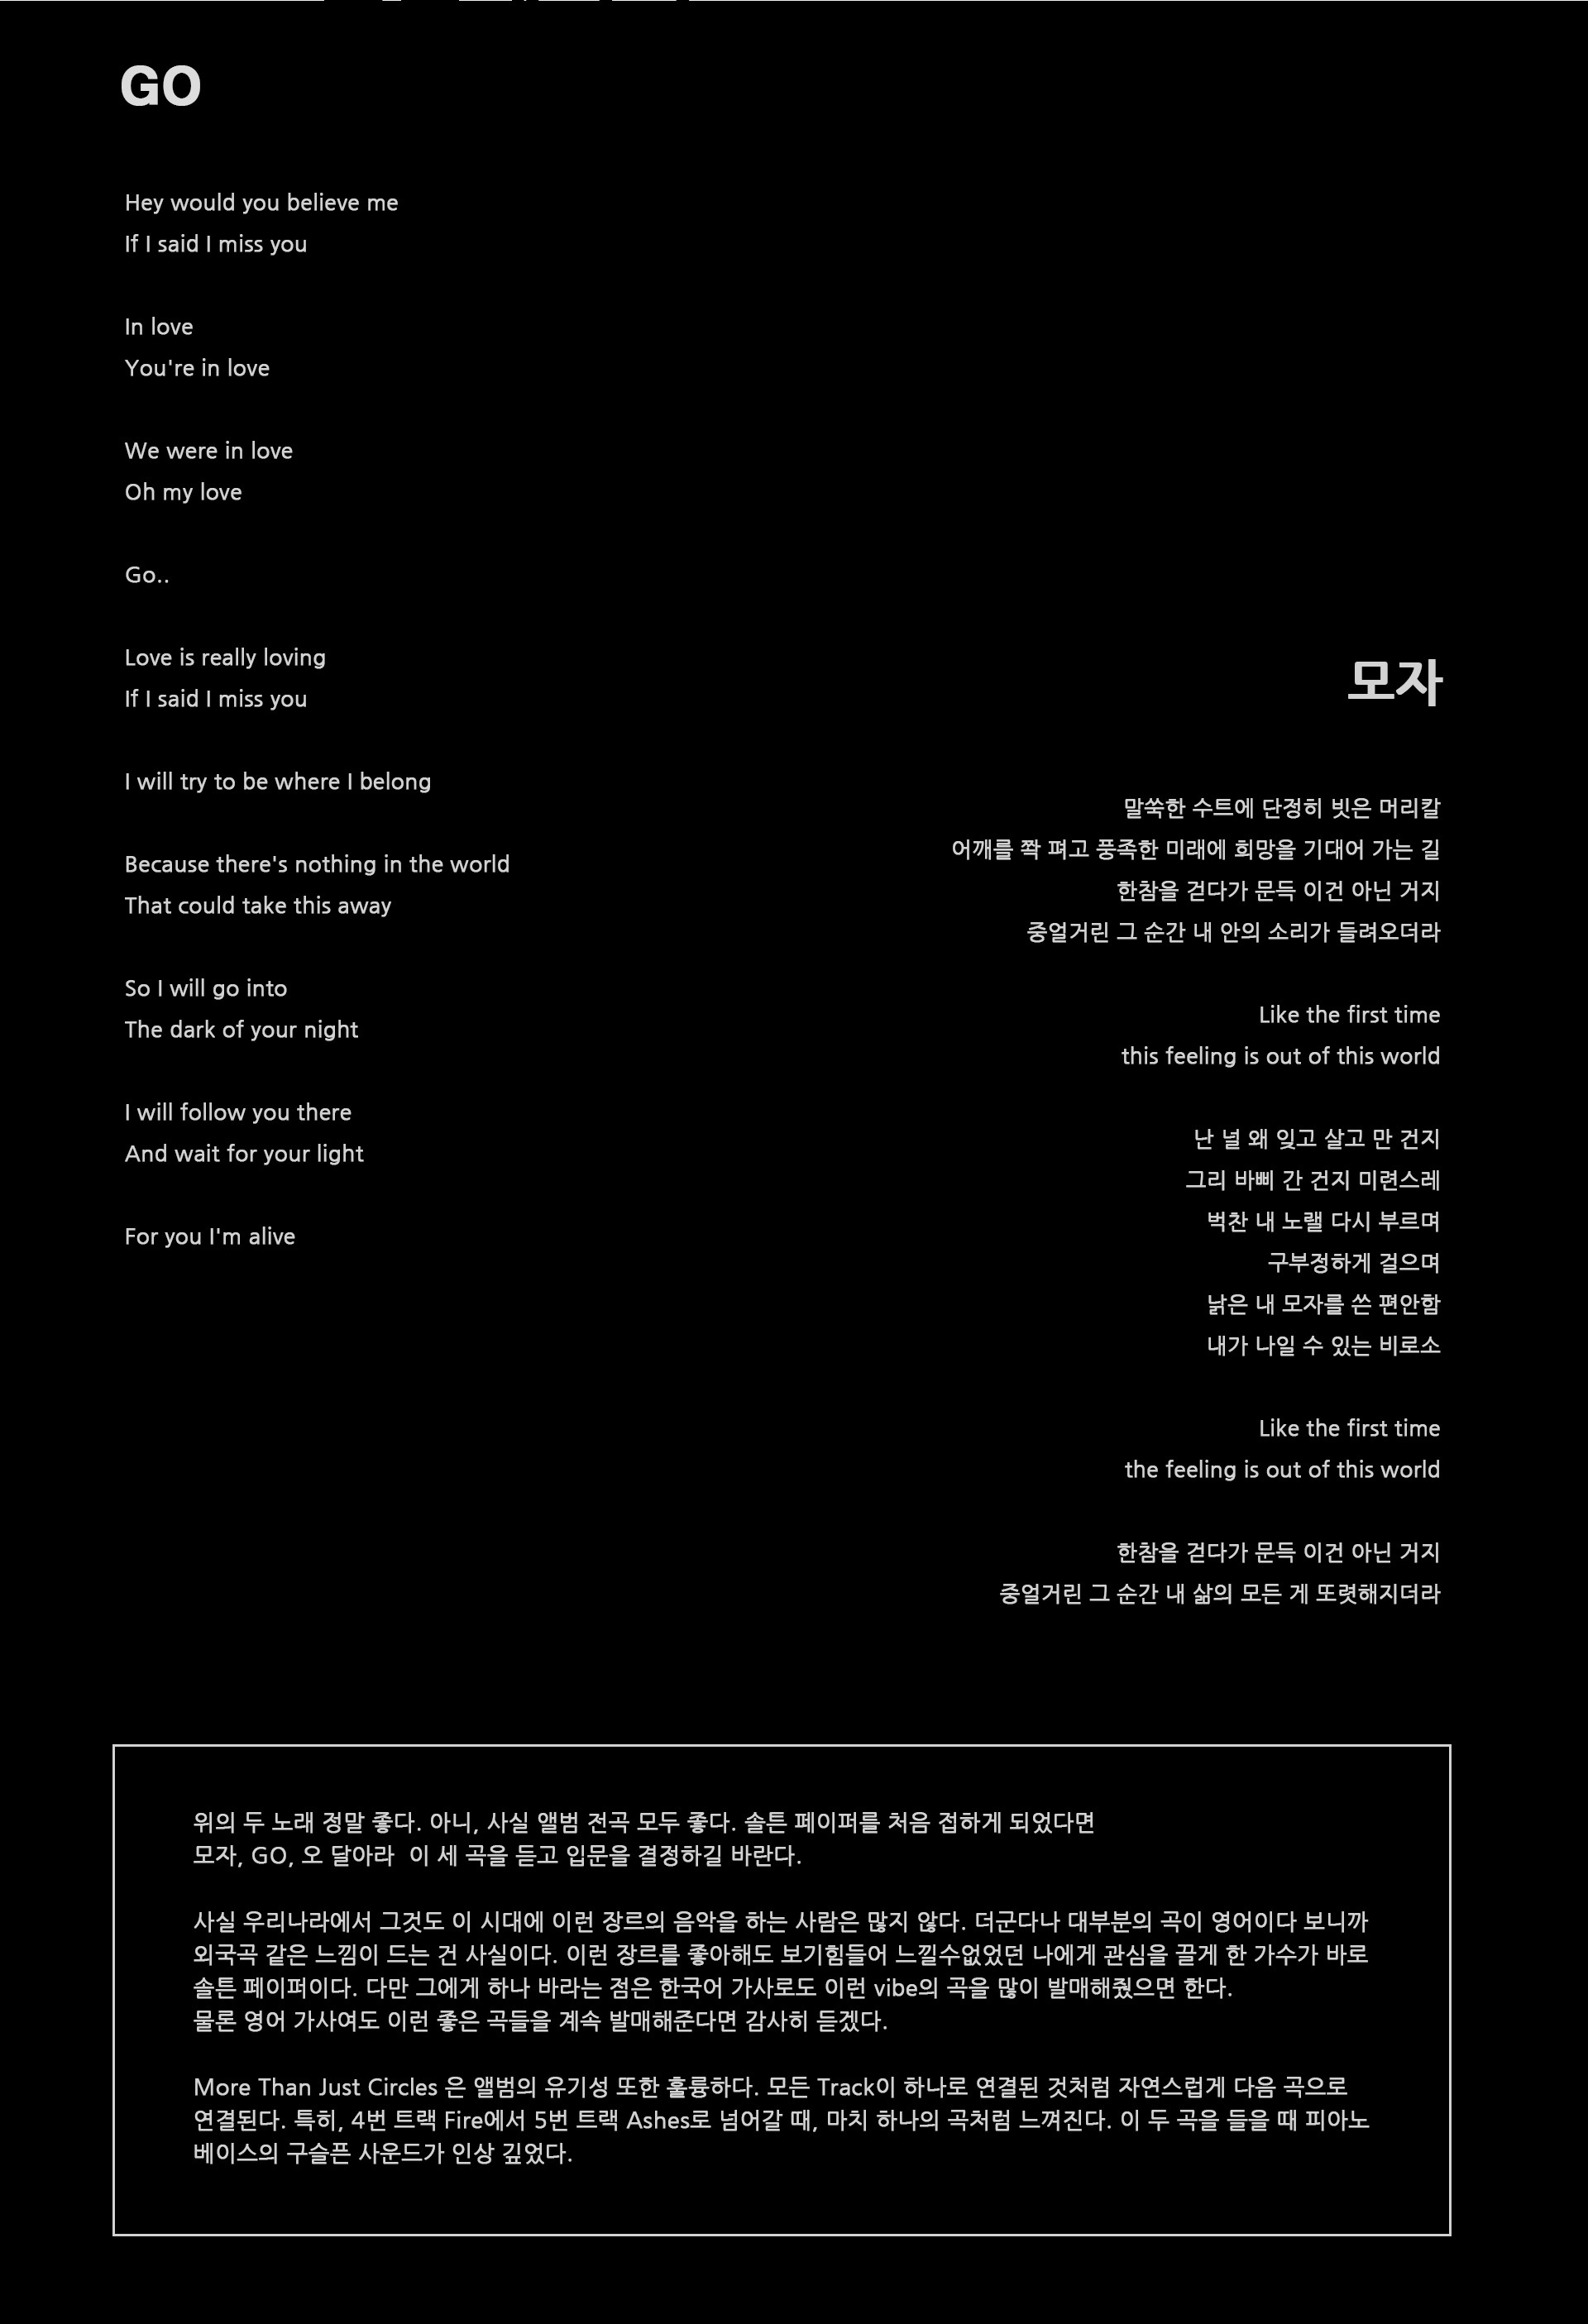 GO
Hey would you believe me
If I said I miss you
In love
You're in love
We were in love
Oh my love
Go..
Love is really loving
If I said I miss you
I will try to be where I belong
Because there's nothing in the world
That could take this away
So I will go into
The dark of your night
I will follow you there
And wait for your light
For you I'm alive
모자
말쑥한 수트에 단정히 빗은 머리칼
어깨를 쫙 펴고 풍족한 미래에 희망을 기대어 가는 길
한참을 걷다가 문득 이건 아닌 거지
중얼거린 그 순간 내 안의 소리가 들려오더라
Like the first time
this feeling is out of this world
난 널 왜 잊고 살고 만 건지
그리 바삐 간 건지 미련스레
벅찬 내 노랠 다시 부르며
구부정하게 걸으며
낡은 내 모자를 쓴 편안함
내가 나일 수 있는 비로소
Like the first time
the feeling is out of this world
한참을 걷다가 문득 이건 아닌 거지
중얼거린 그 순간 내 삶의 모든 게 또렷해지더라
위의 두 노래 정말 좋다. 아니, 사실 앨범 전곡 모두 좋다. 솔튼 페이퍼를 처음 접하게 되었다면
모자, GO, 오 달아라 이 세 곡을 듣고 입문을 결정하길 바란다.
사실 우리나라에서 그것도 이 시대에 이런 장르의 음악을 하는 사람은 많지 않다. 더군다나 대부분의 곡이 영어이다 보니까
외국곡 같은 느낌이 드는 건 사실이다. 이런 장르를 좋아해도 보기힘들어 느낄수없었던 나에게 관심을 끌게 한 가수가 바로
솔튼 페이퍼이다. 다만 그에게 하나 바라는 점은 한국어 가사로도 이런 vibe의 곡을 많이 발매해줬으면 한다.
물론 영어 가사여도 이런 좋은 곡들을 계속 발매해준다면 감사히 듣겠다.
More Than Just Circles 은 앨범의 유기성 또한 훌륭하다. 모든 Track이 하나로 연결된 것처럼 자연스럽게 다음 곡으로
연결된다. 특히, 4번 트랙 Fire에서 5번 트랙 Ashes로 넘어갈 때, 마치 하나의 곡처럼 느껴진다. 이 두 곡을 들을 때 피아노
베이스의 구슬픈 사운드가 인상 깊었다.